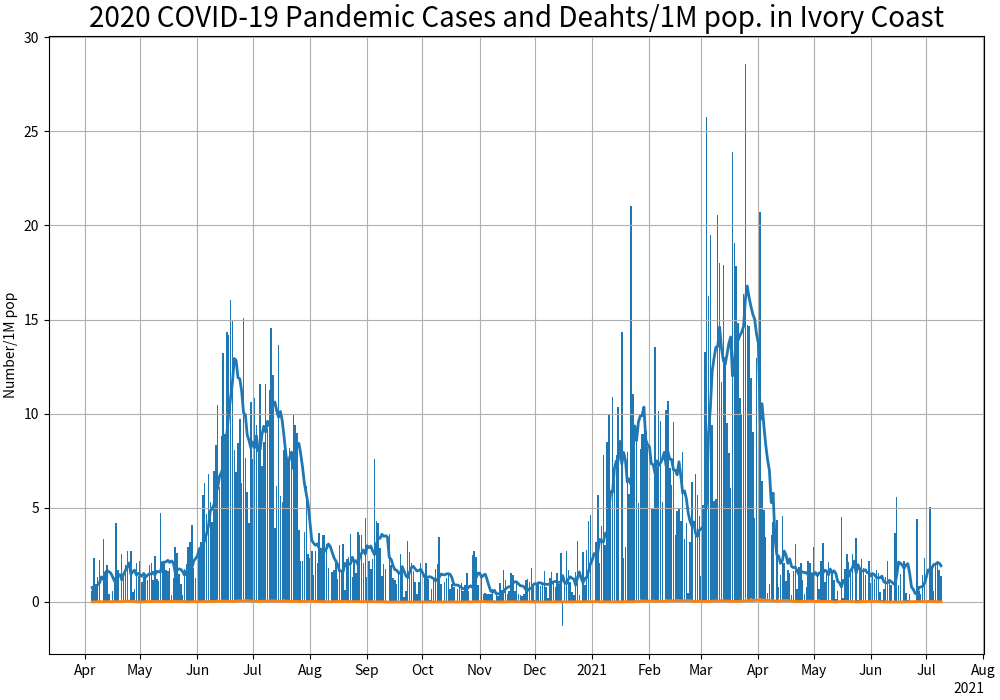 2020 COVID-19 Pandemic Cases and Deahts/1M pop. in Ivory Coast
Number/1M pop
30
25
20
15
10
5
0
Apr May Jun Jul Aug Sep Oct Nov Dec 2021 Feb Mar Apr May Jun Jul Aug
2021